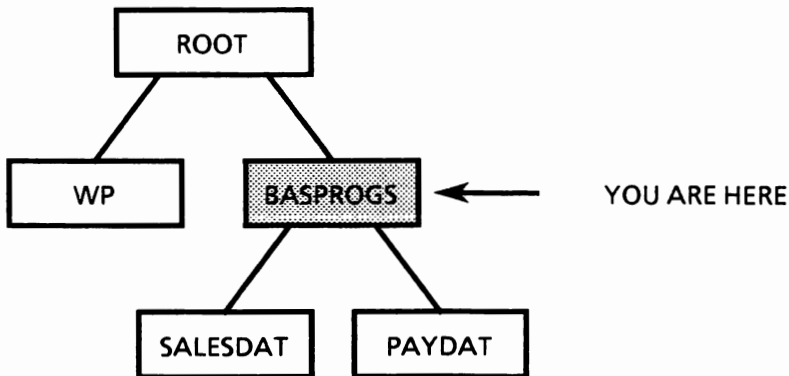 ROOT
WP
BASPROGS
YOU ARE HERE
SALESDAT
PAYDAT